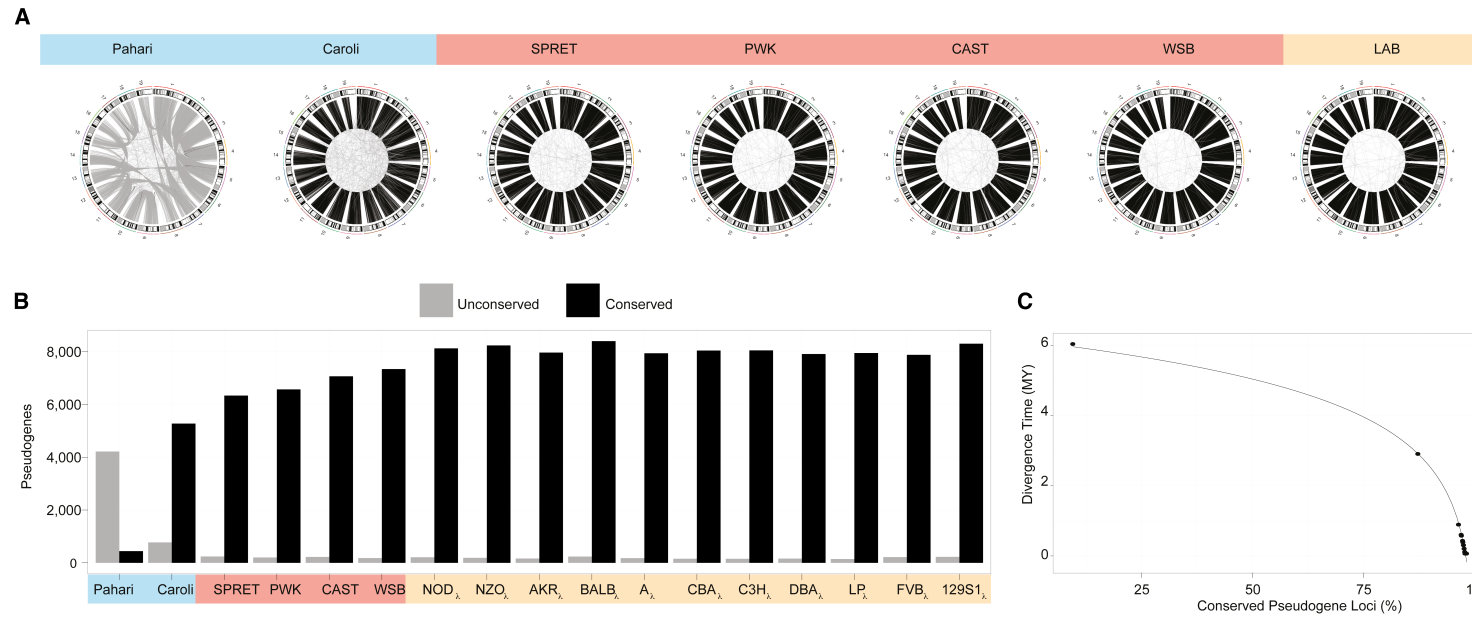 A
Pahari Caroli SPRET PWK CAST WSB LAB
B
Unconserved Conserved
Pseudogenes
8,000
6,000
4,000
2,000
0
Pahari Caroli SPRET PWK CAST WSB NODλ NZOλ AKRλ BALBλ Aλ CBAλ C3Hλ DBAλ LPλ FVBλ 129S1λ
C
Divergence Time (MY)
6
4
2
0
25 50 75 1
Conserved Pseudogene Loci (%)